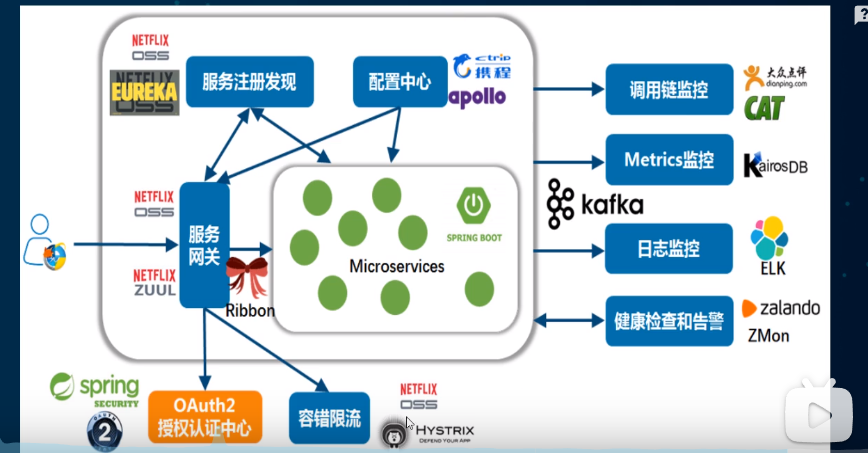 NETFLIX
OSS
NETFLIX
EUREKA
OSS
服务注册发现
配置中心
ctrip
携程
apollo
调用链监控
大众点评
dianping.com
CAT
Metrics监控
KairosDB
NETFLIX
OSS
服务
网关
NETFLIX
ZUUL
Ribbon
SPRING BOOT
Microservices
kafka
日志监控
ELK
健康检查和告警
zalando
ZMon
spring
SECURITY
2
OAuth2
授权认证中心
容错限流
NETFLIX
OSS
HYSTRIX
DEFEND YOUR APP
?